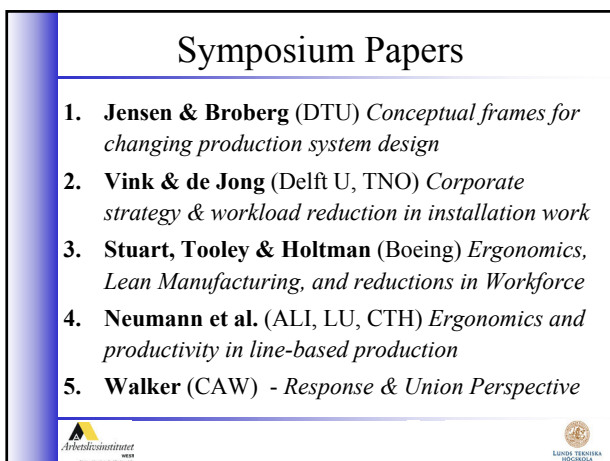 Symposium Papers
1. Jensen & Broberg (DTU) Conceptual frames for
changing production system design
2. Vink & de Jong (Delft U, TNO) Corporate
strategy & workload reduction in installation work
3. Stuart, Tooley & Holtman (Boeing) Ergonomics,
Lean Manufacturing, and reductions in Workforce
4. Neumann et al. (ALI, LU, CTH) Ergonomics and
productivity in line-based production
5. Walker (CAW) - Response & Union Perspective
Arbetslivsinstitutet
LUNDS TEKNISKA
HÖGSKOLA